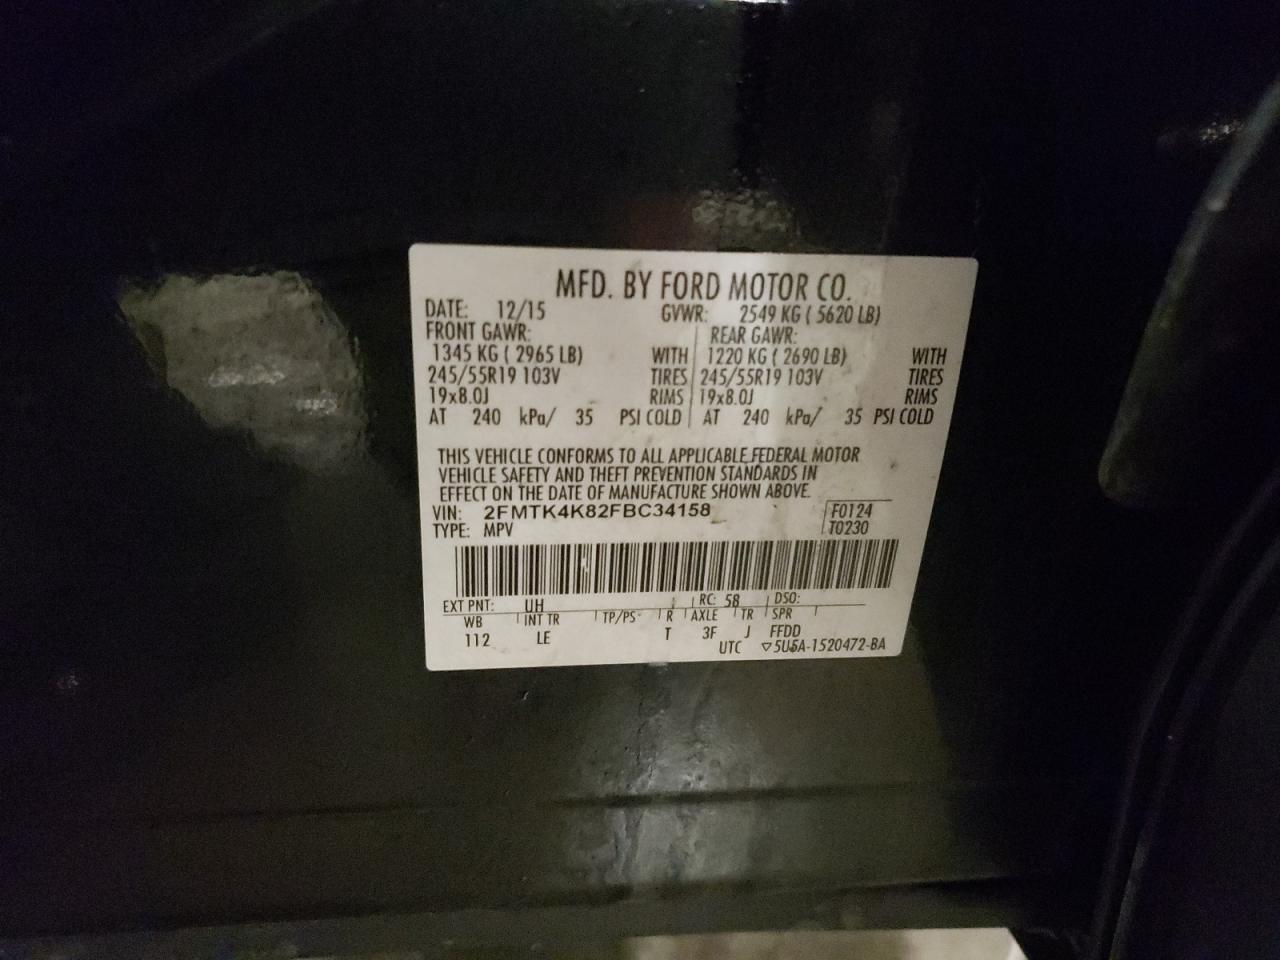 MFD. BY FORD MOTOR CO.
DATE: 12/15 GVWR: 2549 KG ( 5620 LB)
FRONT GAWR: REAR GAWR:
1345 KG ( 2965 LB) WITH 1220 KG ( 2690 LB) WITH
245/55R19 103V TIRES 245/55R19 103V TIRES
19x8.0J RIMS 19x8.0J RIMS
AT 240 kPa/ 35 PSI COLD AT 240 kPa/ 35 PSI COLD
THIS VEHICLE CONFORMS TO ALL APPLICABLE FEDERAL MOTOR
VEHICLE SAFETY AND THEFT PREVENTION STANDARDS IN
EFFECT ON THE DATE OF MANUFACTURE SHOWN ABOVE.
VIN: 2FMTK4K82FBC34158 F0124
TYPE: MPV T0230
EXT PNT: UH RC: 58 DSO:
WB INT TR TP/PS R AXLE TR SPR
112 LE T 3F J FFDD
UTC ▽5U5A-1520472-BA